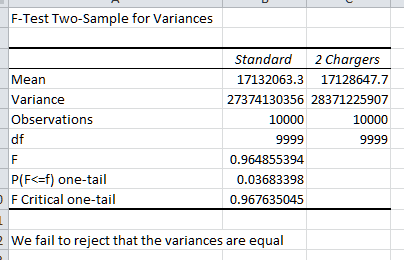 F-Test Two-Sample for Variances
Standard 2 Chargers
Mean 17132063.3 17128647.7
Variance 27374130356 28371225907
Observations 10000 10000
df 9999 9999
F 0.964855394
P(F<=f) one-tail 0.03683398
F Critical one-tail 0.967635045
We fail to reject that the variances are equal